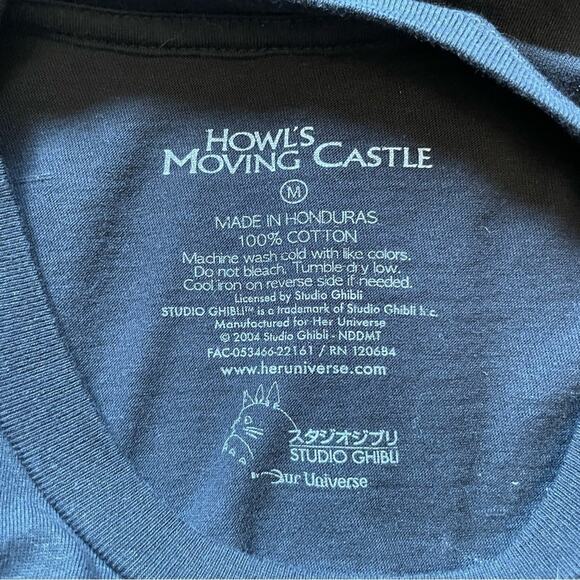 HOWL'S
MOVING CASTLE
M
MADE IN HONDURAS
100% COTTON
Machine wash cold with like colors.
Do not bleach. Tumble dry low.
Cool iron on reverse side if needed.
Licensed by Studio Ghibli
STUDIO GHIBLI™ is a trademark of Studio Ghibli Inc.
Manufactured for Her Universe
© 2004 Studio Ghibli - NDDMT
FAC-053466-22161 / RN 120684
www.heruniverse.com
スタジオジブリ
STUDIO GHIBLI
Our Universe